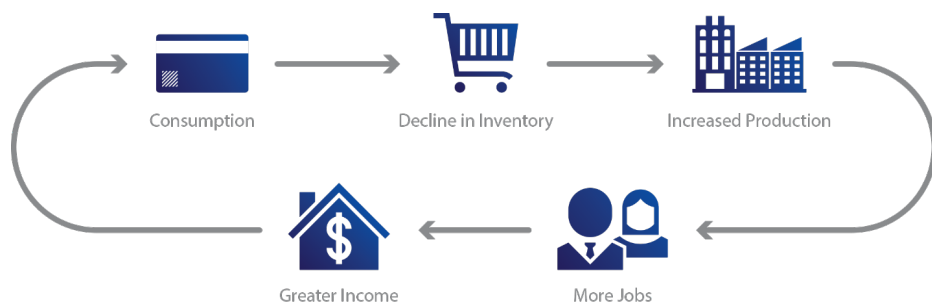 Consumption
Decline in Inventory
Increased Production
More Jobs
$
Greater Income